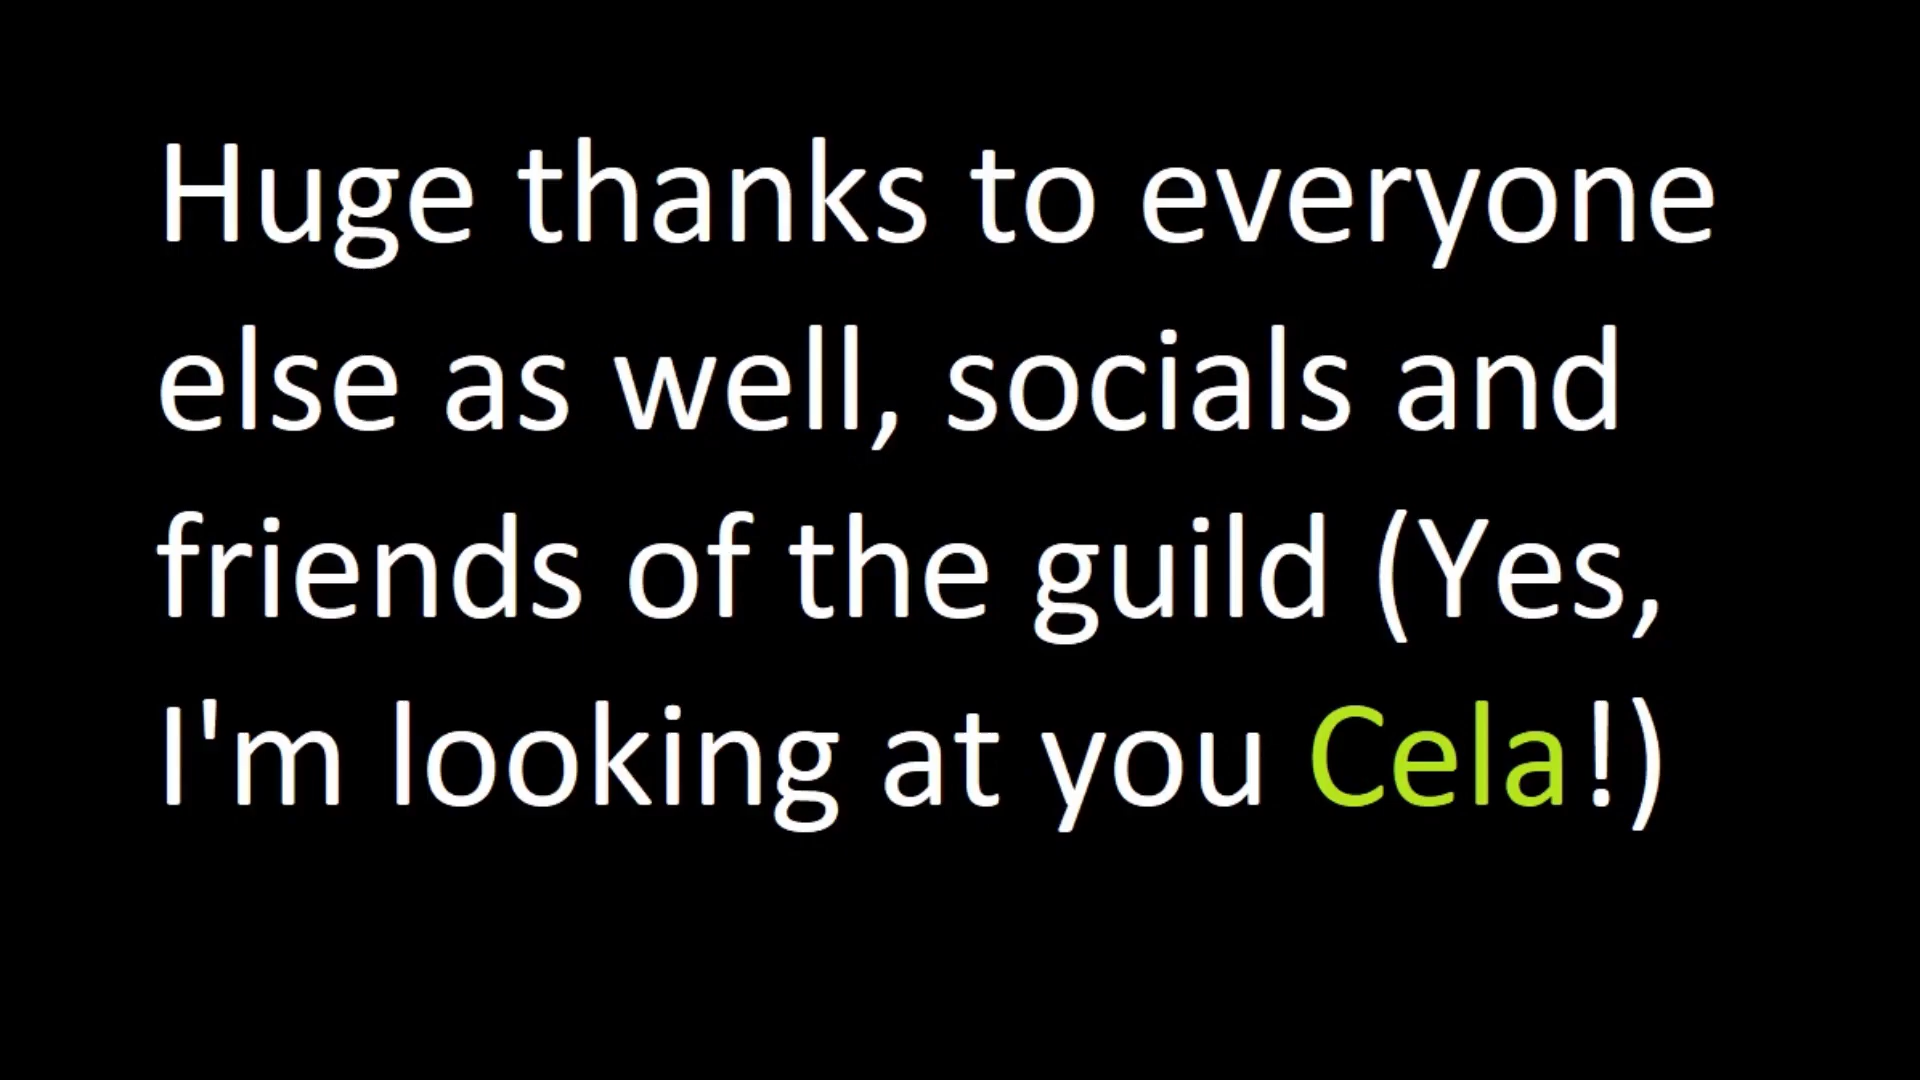 Huge thanks to everyone
else as well, socials and
friends of the guild (Yes,
I'm looking at you Cela!)